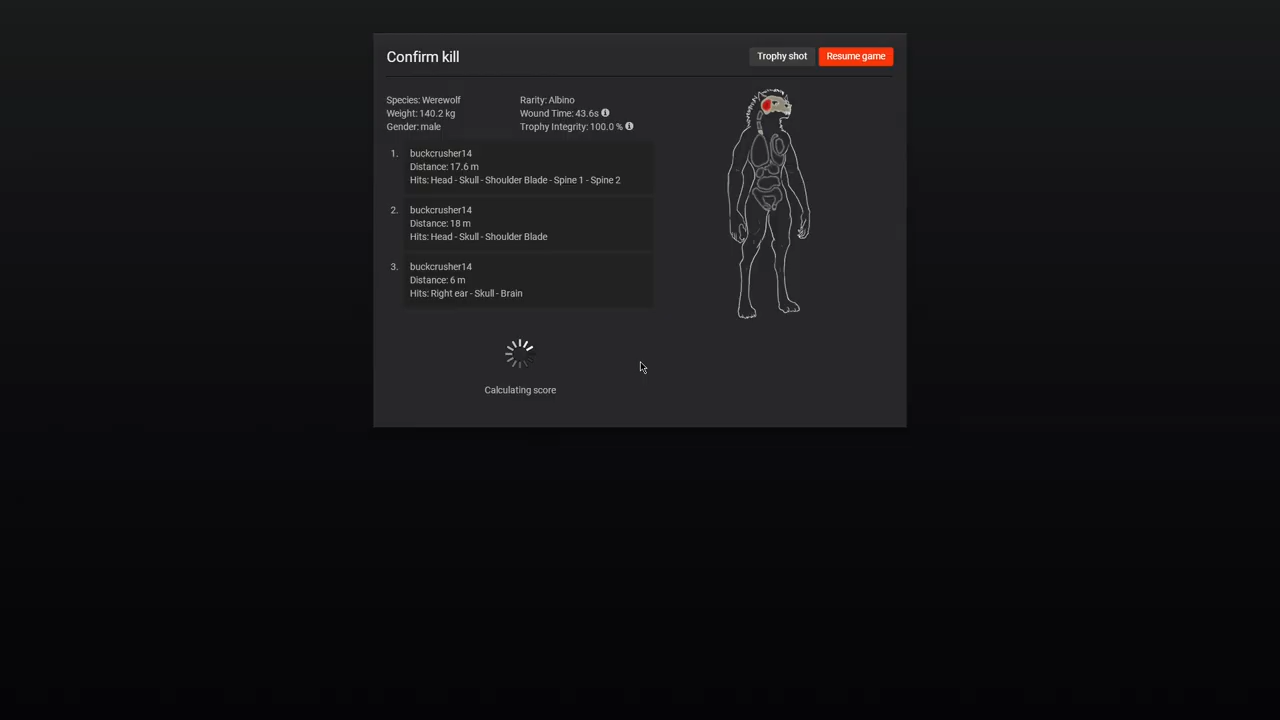 Confirm kill
Trophy shot
Resume game
Species: Werewolf
Rarity: Albino
Weight: 140.2 kg
Wound Time: 43.6s
Gender: male
Trophy Integrity: 100.0 %
1. buckcrusher14
Distance: 17.6 m
Hits: Head - Skull - Shoulder Blade - Spine 1 - Spine 2
2. buckcrusher14
Distance: 18 m
Hits: Head - Skull - Shoulder Blade
3. buckcrusher14
Distance: 6 m
Hits: Right ear - Skull - Brain
Calculating score